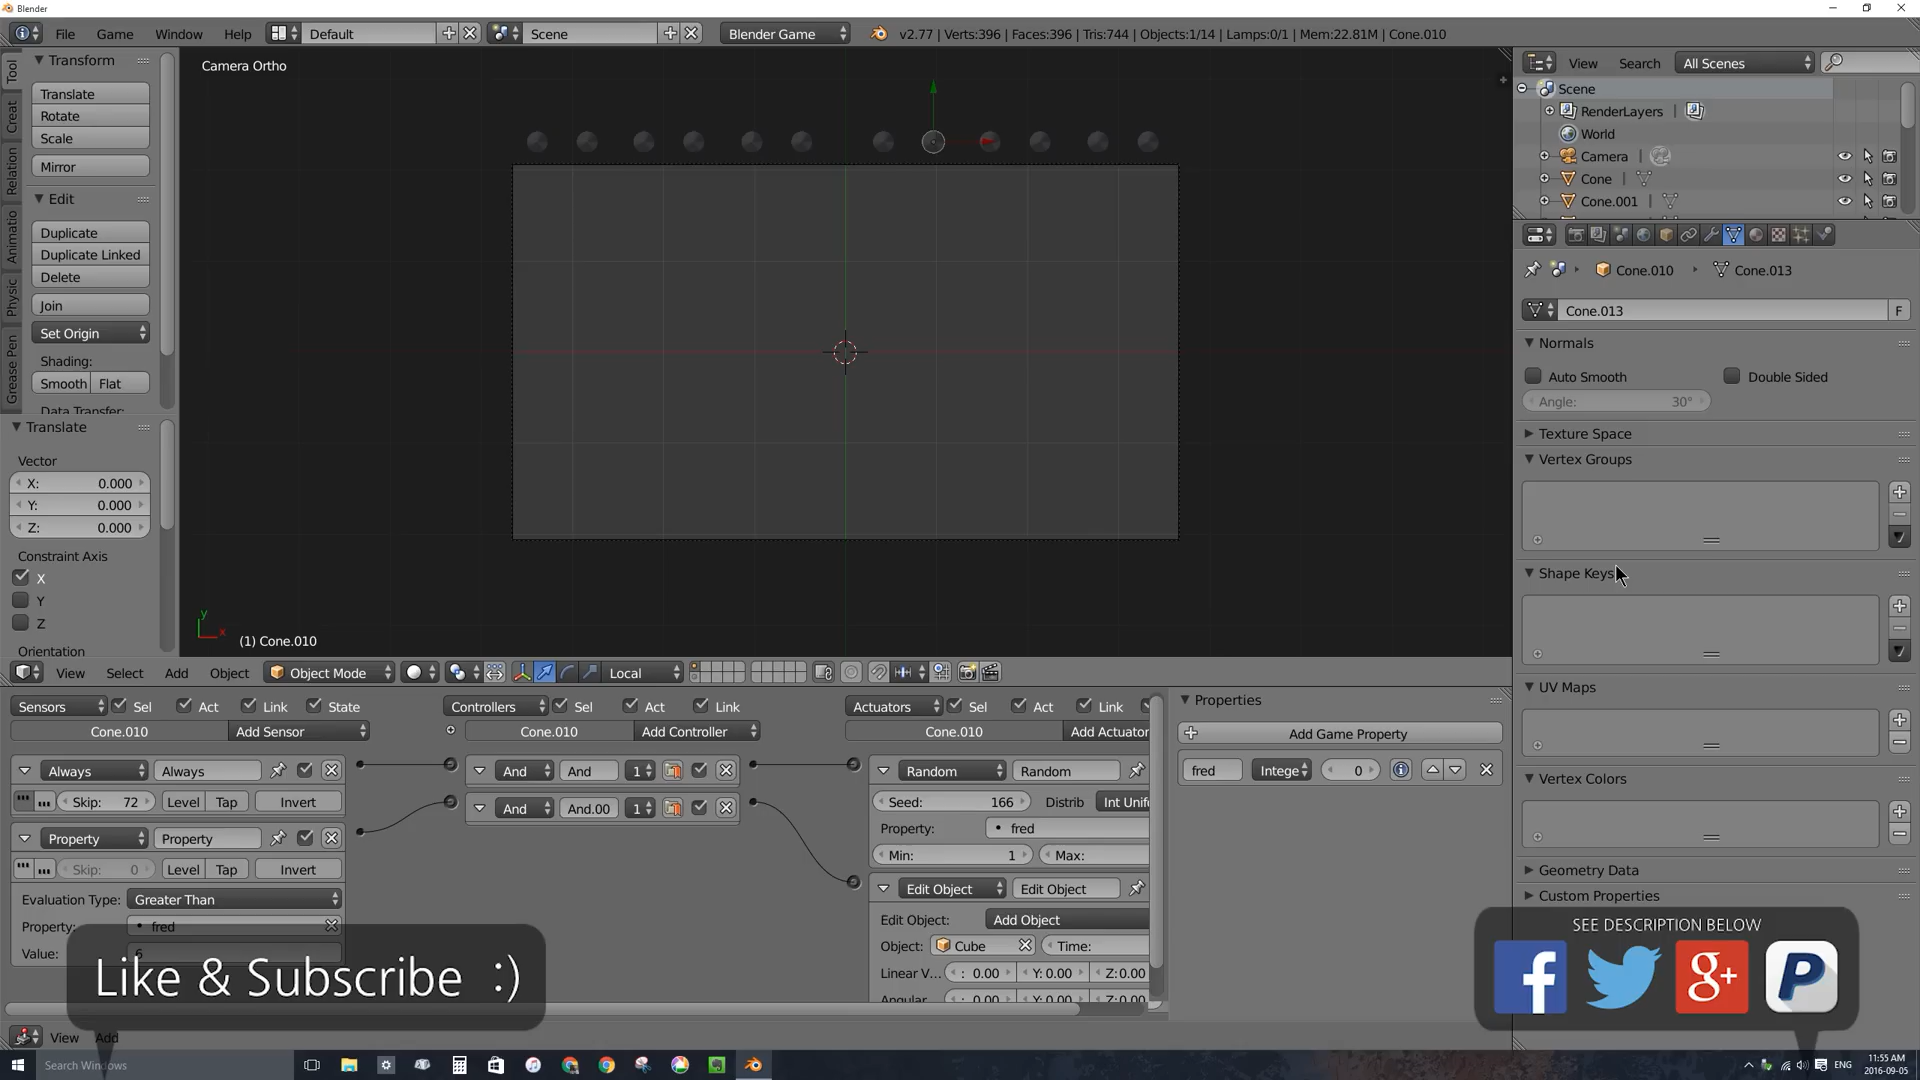 Blender
File Game Window Help Default Scene Blender Game v2.77 | Verts:396 | Faces:396 | Tris:744 | Objects:1/14 | Lamps:0/1 | Mem:22.81M | Cone.010
Tool
Creat
Relation
Animatio
Physic
Grease Pen
Transform
Translate
Rotate
Scale
Mirror
Edit
Duplicate
Duplicate Linked
Delete
Join
Set Origin
Shading:
Smooth Flat
Data Transfer:
Translate
Vector
X: 0.000
Y: 0.000
Z: 0.000
Constraint Axis
X
Y
Z
Orientation
Camera Ortho
y
x
(1) Cone.010
View Select Add Object Object Mode Local
View Search All Scenes
Scene
RenderLayers |
World
Camera |
Cone |
Cone.001 |
Cone.010 Cone.013
Cone.013 F
Normals
Auto Smooth Double Sided
Angle: 30°
Texture Space
Vertex Groups
Shape Keys
UV Maps
Vertex Colors
Geometry Data
Custom Properties
Sensors Sel Act Link State
Cone.010 Add Sensor
Always Always
Skip: 72 Level Tap Invert
Property Property
Skip: 0 Level Tap Invert
Evaluation Type: Greater Than
Property: fred
Value: 6
Controllers Sel Act Link
Cone.010 Add Controller
And And 1
And And.00 1
Actuators Sel Act Link
Cone.010 Add Actuator
Random Random
Seed: 166 Distrib Int Unif
Property: fred
Min: 1 Max:
Edit Object Edit Object
Edit Object: Add Object
Object: Cube Time:
Linear V... : 0.00 Y: 0.00 Z: 0.00
Angular : 0.00 Y: 0.00 Z: 0.00
Properties
Add Game Property
fred Intege 0
Like & Subscribe :)
SEE DESCRIPTION BELOW
View Add
Search Windows
ENG
11:55 AM
2016-09-05